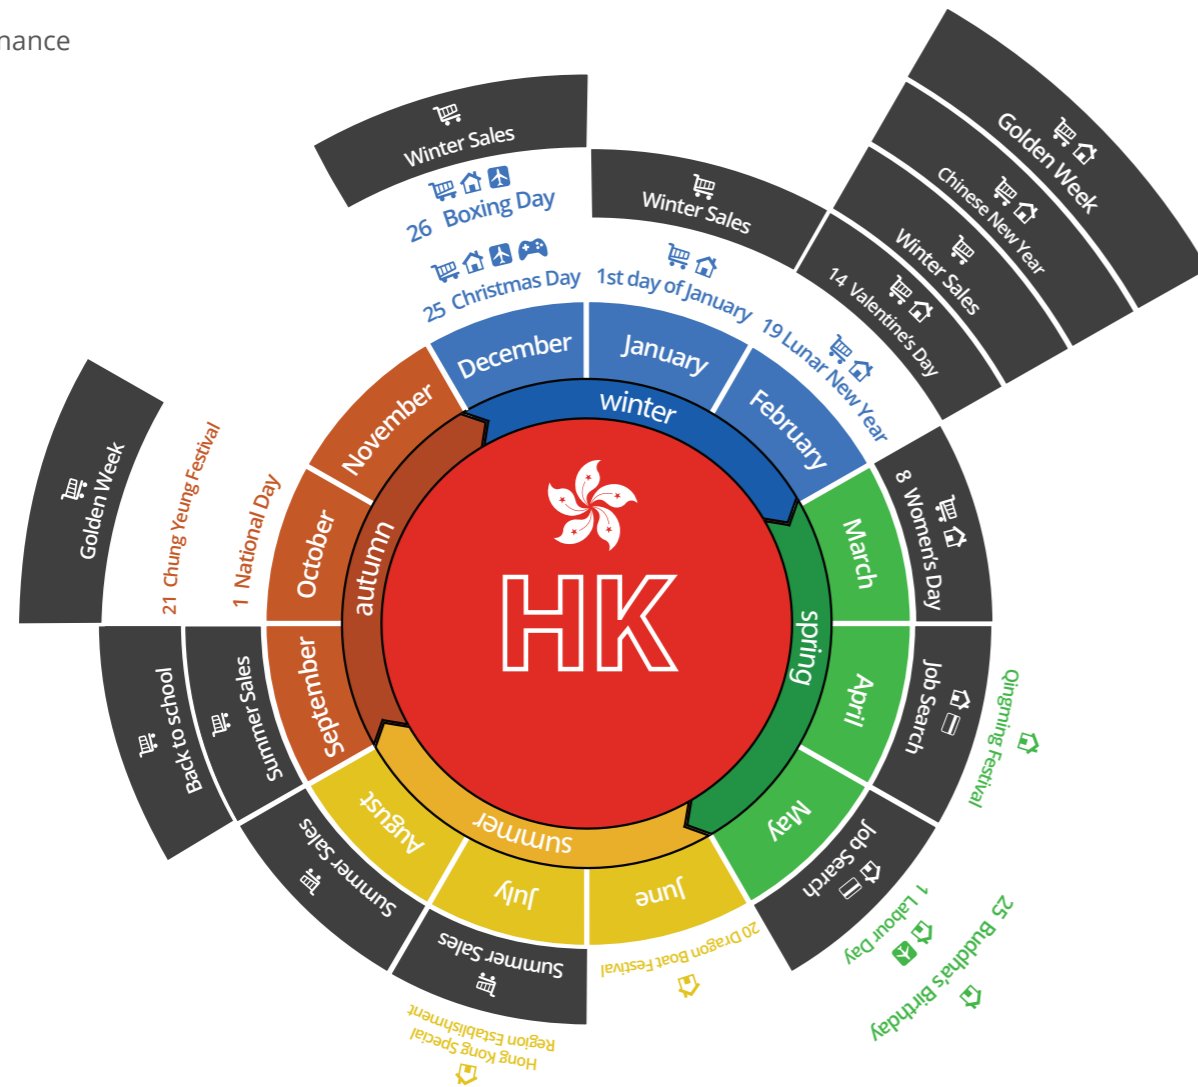 nance
HK
winter
spring
summer
autumn
December
January
February
March
April
May
June
July
August
September
October
November
Winter Sales
26 Boxing Day
25 Christmas Day
Winter Sales
1st day of January
Golden Week
Chinese New Year
Winter Sales
14 Valentine's Day
19 Lunar New Year
8 Women's Day
Job Search
Qingming Festival
Job Search
1 Labour Day
25 Buddha's Birthday
20 Dragon Boat Festival
Summer Sales
Hong Kong Special
Region Establishment
Summer Sales
Summer Sales
Back to school
1 National Day
21 Chung Yeung Festival
Golden Week